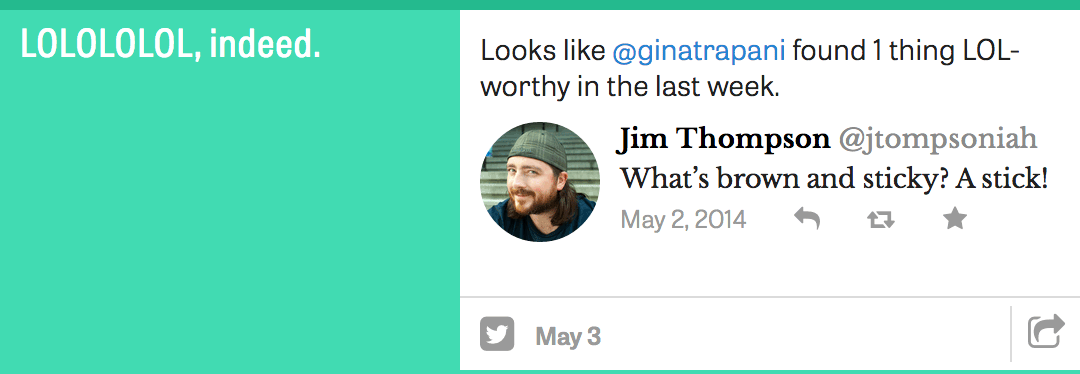 LOLOLOLOL, indeed.
Looks like @ginatrapani found 1 thing LOL-
worthy in the last week.
Jim Thompson @jtompsoniah
What’s brown and sticky? A stick!
May 2, 2014
May 3